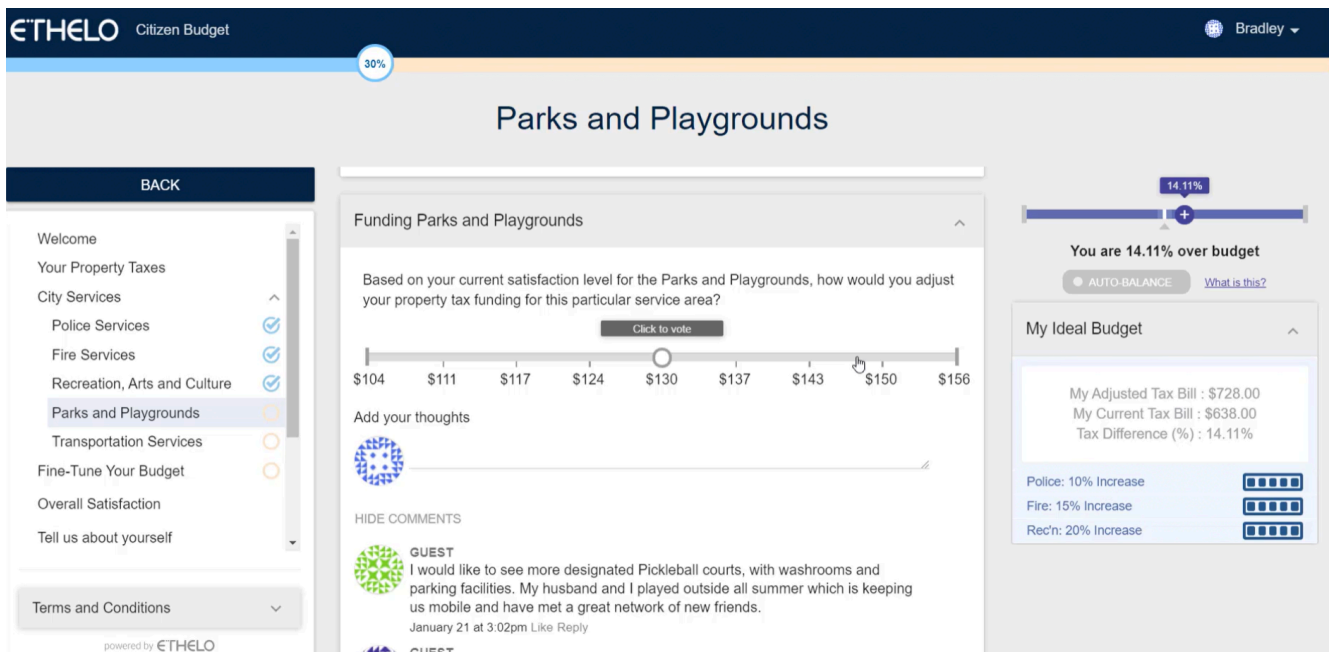 ETHELO Citizen Budget
Bradley
30%
Parks and Playgrounds
BACK
Welcome
Your Property Taxes
City Services
Police Services
Fire Services
Recreation, Arts and Culture
Parks and Playgrounds
Transportation Services
Fine-Tune Your Budget
Overall Satisfaction
Tell us about yourself
Terms and Conditions
powered by ETHELO
Funding Parks and Playgrounds
Based on your current satisfaction level for the Parks and Playgrounds, how would you adjust
your property tax funding for this particular service area?
Click to vote
$104 $111 $117 $124 $130 $137 $143 $150 $156
Add your thoughts
HIDE COMMENTS
GUEST
I would like to see more designated Pickleball courts, with washrooms and
parking facilities. My husband and I played outside all summer which is keeping
us mobile and have met a great network of new friends.
January 21 at 3:02pm Like Reply
GUEST
14.11%
You are 14.11% over budget
AUTO-BALANCE What is this?
My Ideal Budget
My Adjusted Tax Bill : $728.00
My Current Tax Bill : $638.00
Tax Difference (%) : 14.11%
Police: 10% Increase
Fire: 15% Increase
Rec'n: 20% Increase